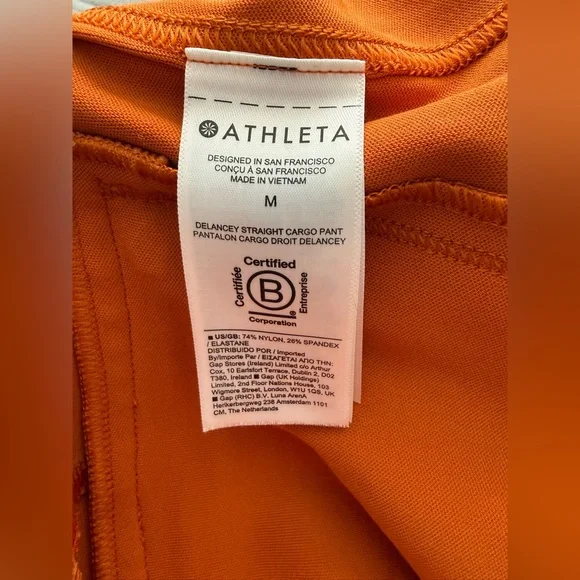 ATHLETA
DESIGNED IN SAN FRANCISCO
CONÇU À SAN FRANCISCO
MADE IN VIETNAM
M
DELANCEY STRAIGHT CARGO PANT
PANTALON CARGO DROIT DELANCEY
Certified
Certifiée
B
Entreprise
®
Corporation
■ US/GB: 74% NYLON, 26% SPANDEX
/ ELASTANE
DISTRIBUIDO POR / Imported
By/Importe Par / ΕΙΣΑΓΕΤΑΙ ΑΠΟ ΤΗΝ:
Gap Stores (Ireland) Limited c/o Arthur
Cox, 10 Earlsfort Terrace, Dublin 2, D02
T380, Ireland ■ Gap (UK Holdings)
Limited, 2nd Floor Nations House, 103
Wigmore Street, London, W1U 1QS, UK
■ Gap (RHC) B.V. Luna ArenA
Herikerbergweg 238 Amsterdam 1101
CM, The Netherlands